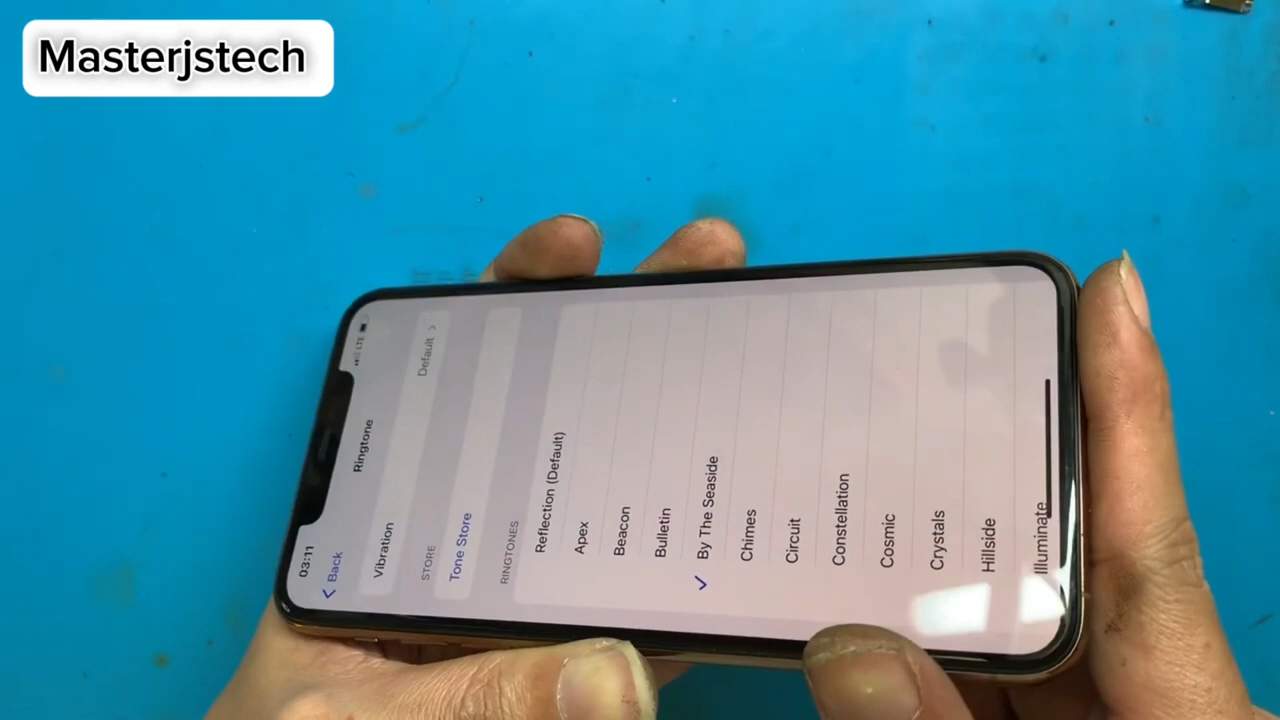 Masterjstech
03:11
LTE
Back
Ringtone
Vibration
Default
STORE
Tone Store
RINGTONES
Reflection (Default)
Apex
Beacon
Bulletin
By The Seaside
Chimes
Circuit
Constellation
Cosmic
Crystals
Hillside
Illuminate